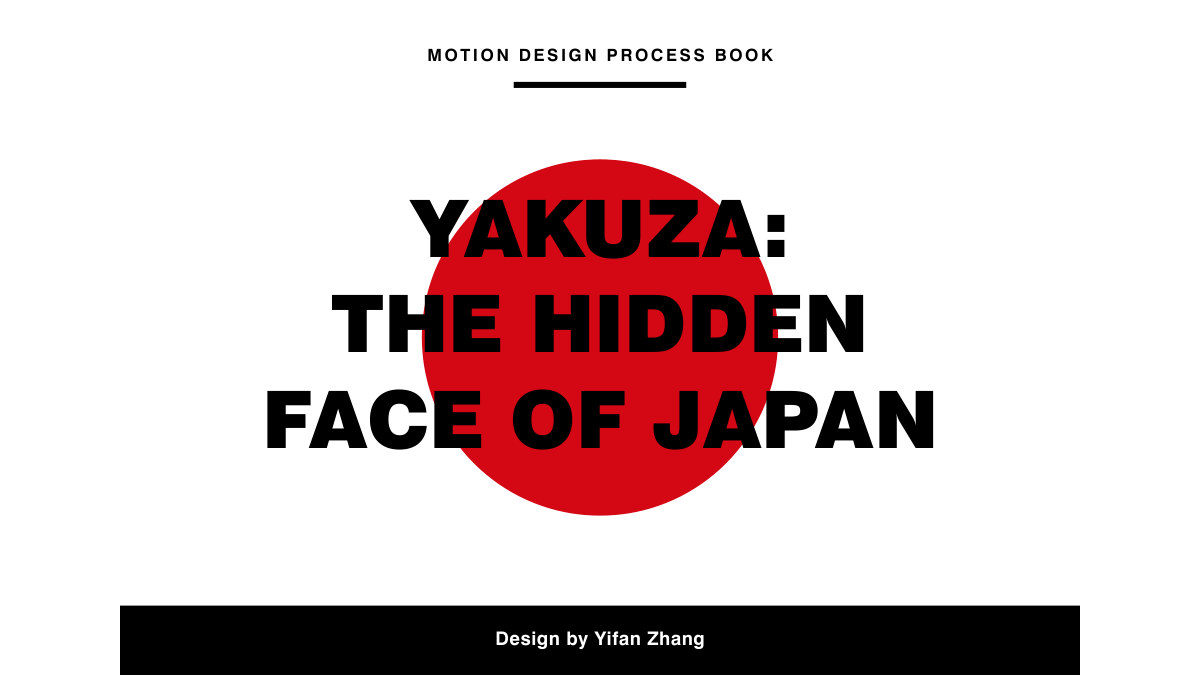 MOTION DESIGN PROCESS BOOK
YAKUZA:
THE HIDDEN
FACE OF JAPAN
Design by Yifan Zhang